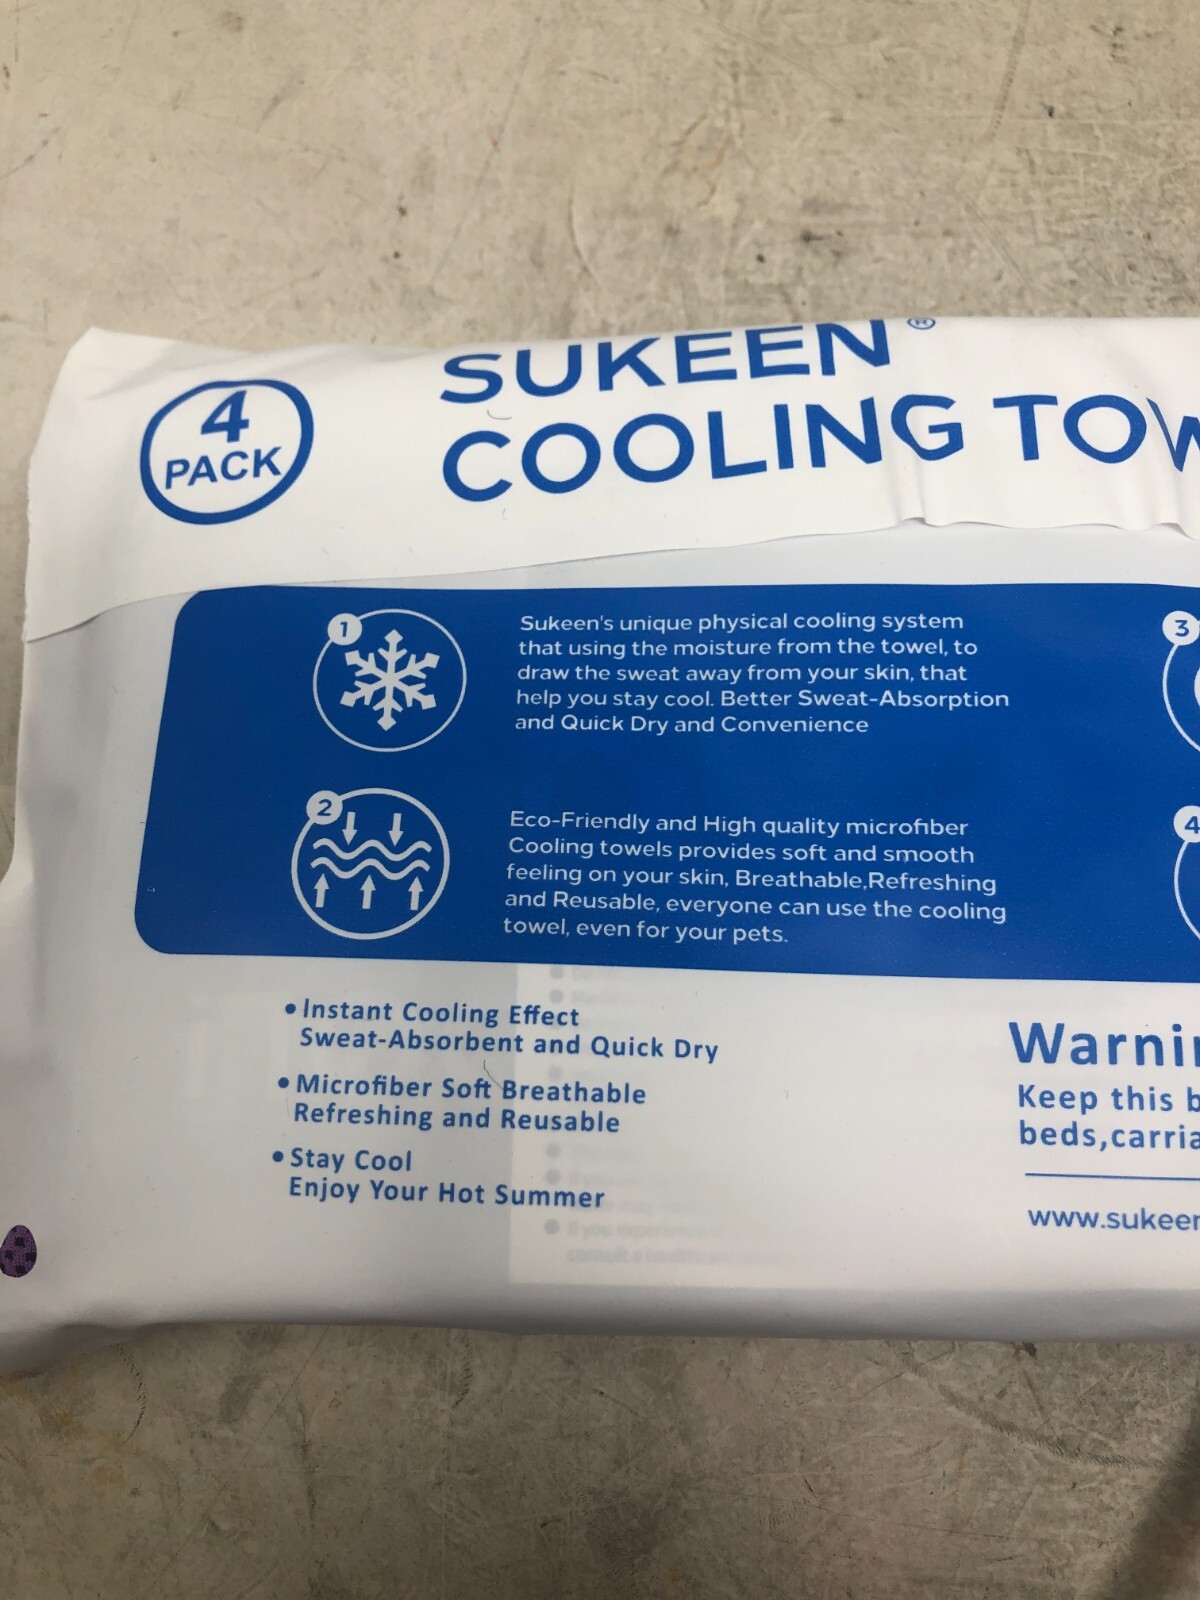 4
PACK
SUKEEN®
COOLING TOW
1
Sukeen's unique physical cooling system
that using the moisture from the towel, to
draw the sweat away from your skin, that
help you stay cool. Better Sweat-Absorption
and Quick Dry and Convenience
2
Eco-Friendly and High quality microfiber
Cooling towels provides soft and smooth
feeling on your skin, Breathable,Refreshing
and Reusable, everyone can use the cooling
towel, even for your pets.
3
4
• Instant Cooling Effect
Sweat-Absorbent and Quick Dry
• Microfiber Soft Breathable
Refreshing and Reusable
• Stay Cool
Enjoy Your Hot Summer
Warnin
Keep this b
beds,carria
www.sukeen